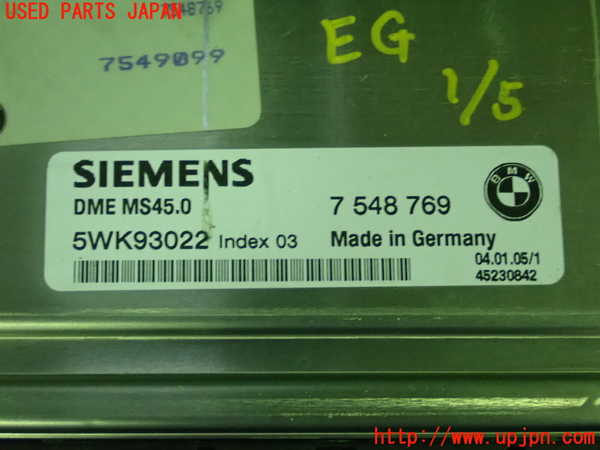 USED PARTS JAPAN
48769
7549099
EG
1/5
SIEMENS
DME MS45.0
7 548 769
BMW
5WK93022 Index 03
Made in Germany
04.01.05/1
45230842
http://www.upjpn.com/